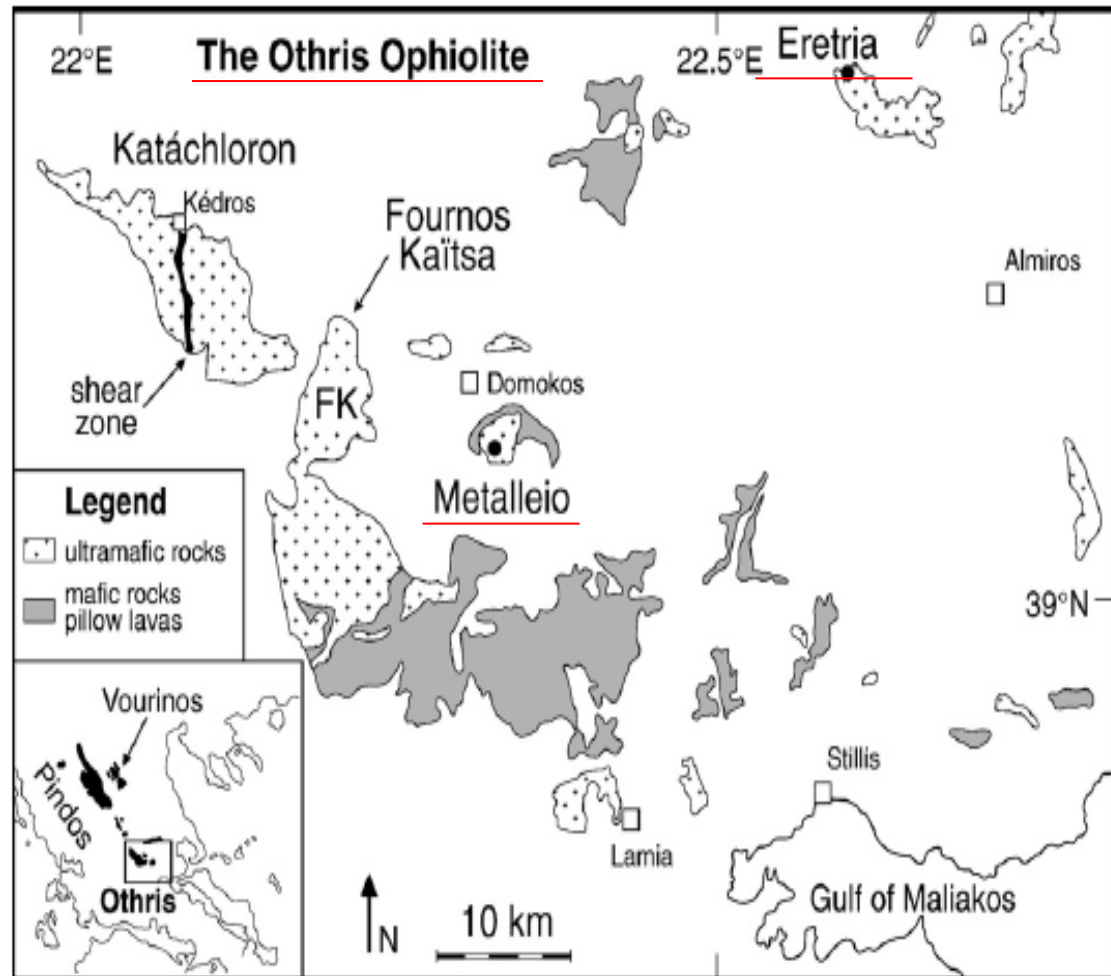 22°E
The Othris Ophiolite
22.5°E
Eretria
Katáchloron
Kédros
Fournos
Kaïtsa
Almiros
shear
zone
FK
Domokos
Metalleio
Legend
ultramafic rocks
mafic rocks
pillow lavas
39°N
Vourinos
Pindos
Othris
Stillis
Lamia
N
10 km
Gulf of Maliakos